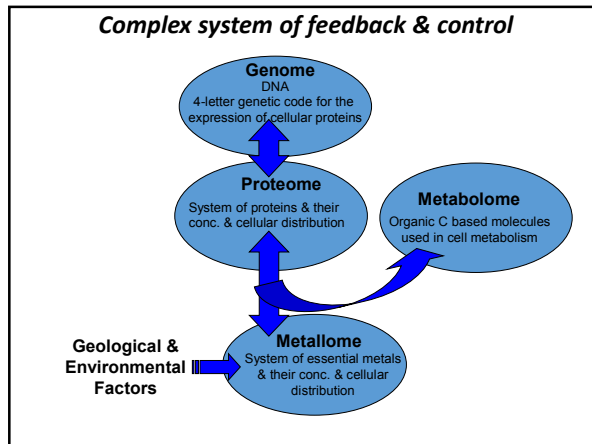 Complex system of feedback & control
Genome
DNA
4-letter genetic code for the
expression of cellular proteins
Proteome
System of proteins & their
conc. & cellular distribution
Metabolome
Organic C based molecules
used in cell metabolism
Metallome
System of essential metals
& their conc. & cellular
distribution
Geological &
Environmental
Factors